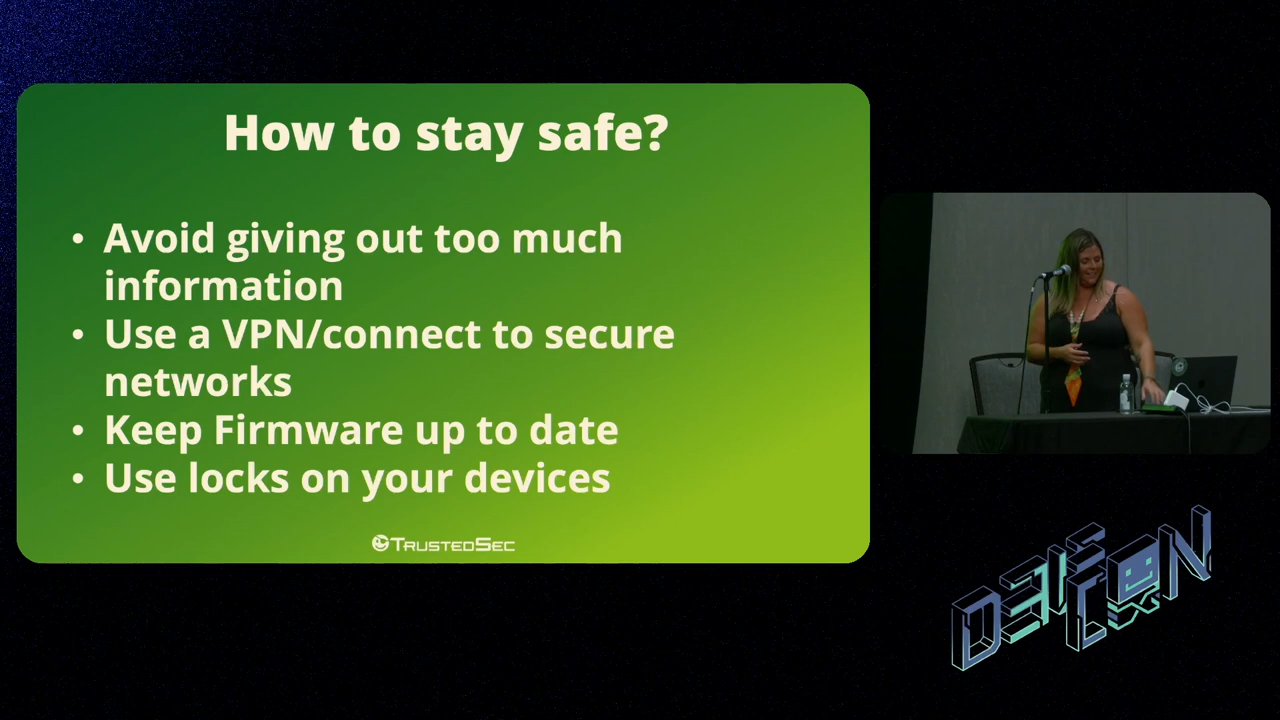 How to stay safe?
• Avoid giving out too much
information
• Use a VPN/connect to secure
networks
• Keep Firmware up to date
• Use locks on your devices
TRUSTEDSEC
DEF CON